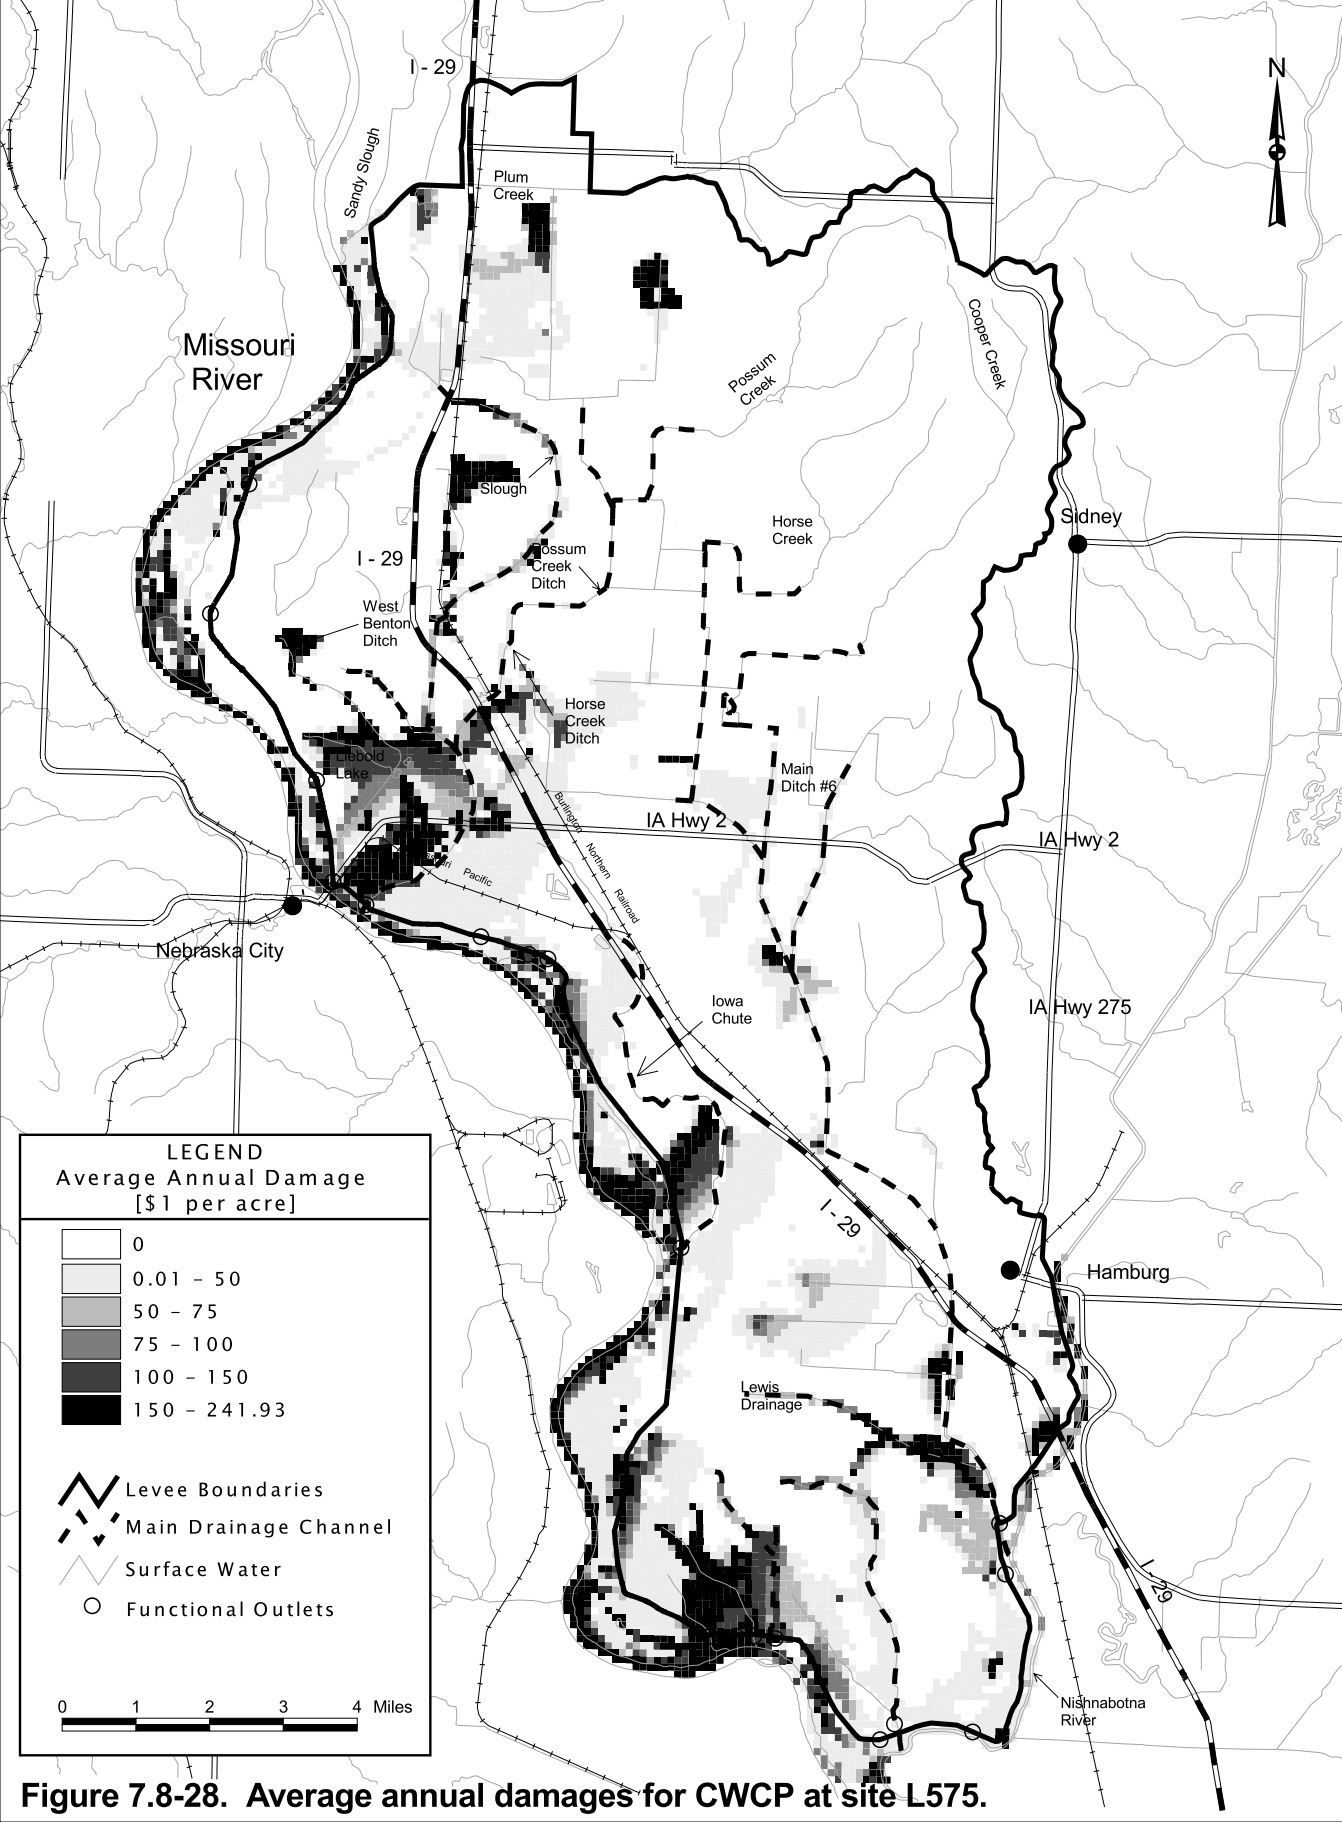 I - 29
N
Sandy Slough
Plum
Creek
Cooper Creek
Missouri
River
Possum
Creek
Slough
Sidney
Horse
Creek
I - 29
Possum
Creek
Ditch
West
Benton
Ditch
Horse
Creek
Ditch
Liebold
Lake
Main
Ditch #6
Burlington
Northern
Railroad
IA Hwy 2
IA Hwy 2
Pacific
Nebraska City
Iowa
Chute
IA Hwy 275
LEGEND
Average Annual Damage
[$1 per acre]
0
0.01 – 50
50 – 75
75 – 100
100 – 150
150 – 241.93
Levee Boundaries
Main Drainage Channel
Surface Water
Functional Outlets
0 1 2 3 4 Miles
I - 29
Hamburg
Lewis
Drainage
I - 29
Nishnabotna
River
Figure 7.8-28. Average annual damages for CWCP at site L575.